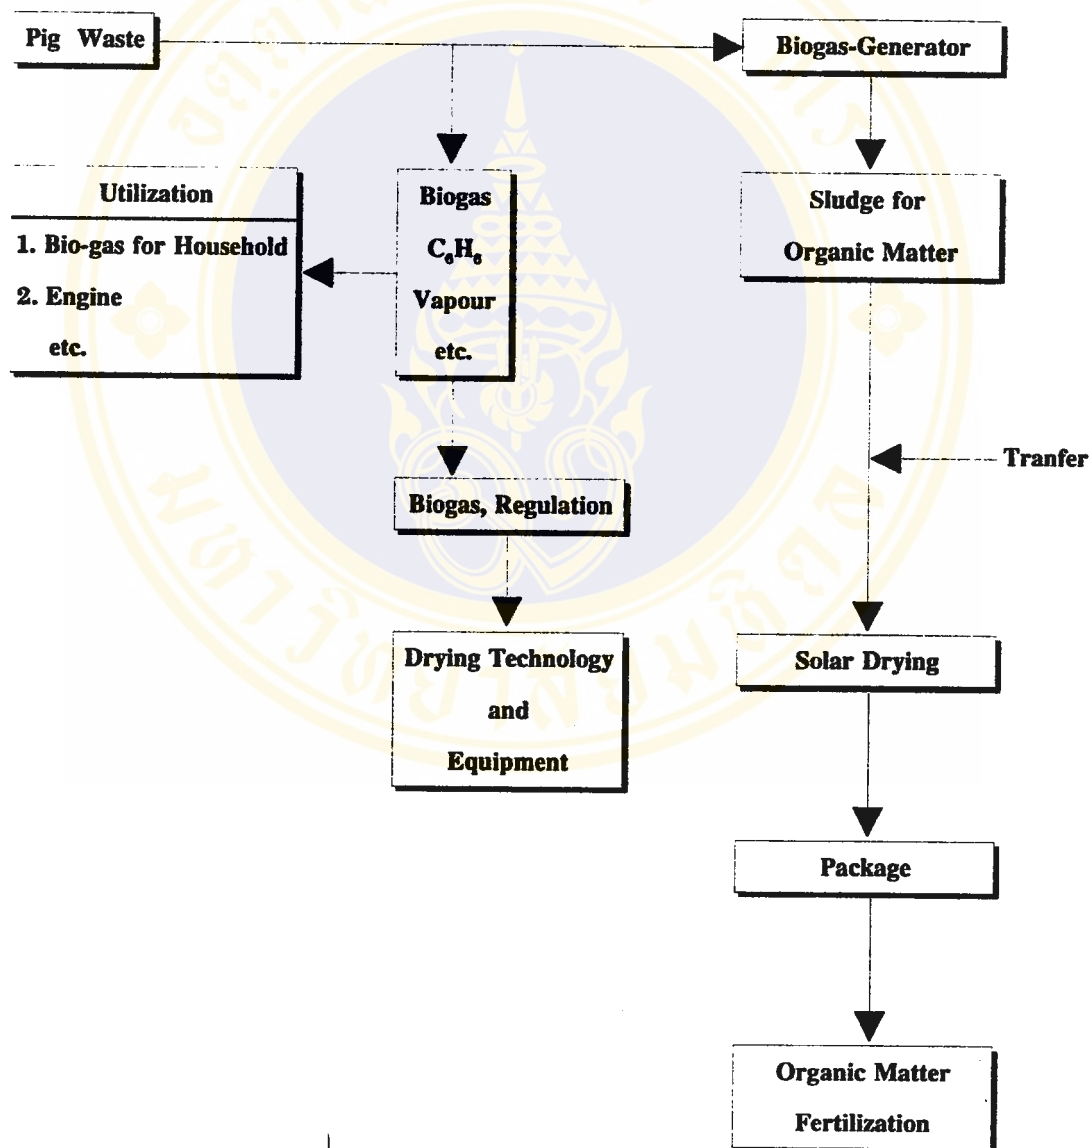 Pig Waste
Biogas-Generator
Utilization
1. Bio-gas for Household
2. Engine
etc.
Biogas
C₆H₆
Vapour
etc.
Sludge for
Organic Matter
Tranfer
Biogas, Regulation
Drying Technology
and
Equipment
Solar Drying
Package
Organic Matter
Fertilization